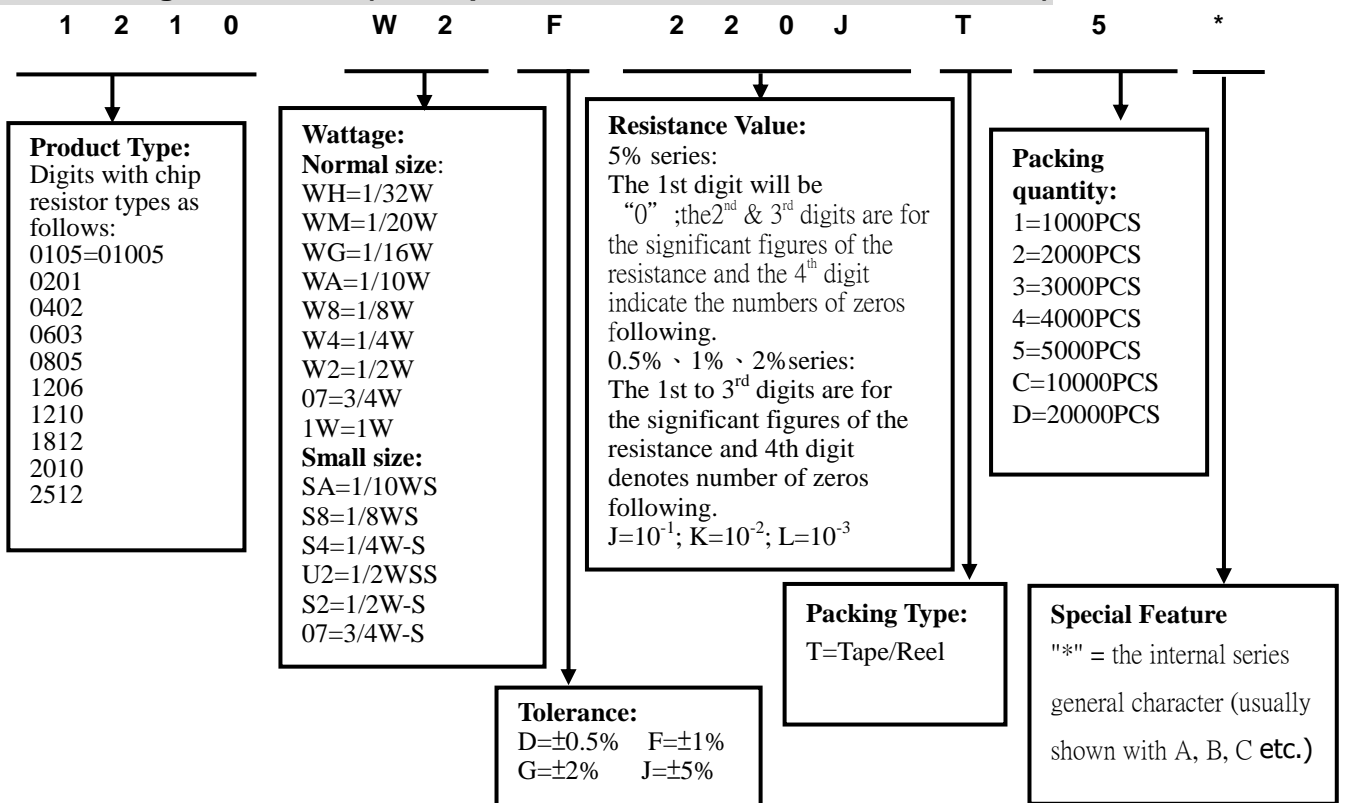 1 2 1 0 W 2 F 2 2 0 J T 5 *
Product Type:
Digits with chip
resistor types as
follows:
0105=01005
0201
0402
0603
0805
1206
1210
1812
2010
2512
Wattage:
Normal size:
WH=1/32W
WM=1/20W
WG=1/16W
WA=1/10W
W8=1/8W
W4=1/4W
W2=1/2W
07=3/4W
1W=1W
Small size:
SA=1/10WS
S8=1/8WS
S4=1/4W-S
U2=1/2WSS
S2=1/2W-S
07=3/4W-S
Tolerance:
D=±0.5% F=±1%
G=±2% J=±5%
Resistance Value:
5% series:
The 1st digit will be
“0” ;the2nd & 3rd digits are for
the significant figures of the
resistance and the 4th digit
indicate the numbers of zeros
following.
0.5%、1%、2%series:
The 1st to 3rd digits are for
the significant figures of the
resistance and 4th digit
denotes number of zeros
following.
J=10-1; K=10-2; L=10-3
Packing Type:
T=Tape/Reel
Packing
quantity:
1=1000PCS
2=2000PCS
3=3000PCS
4=4000PCS
5=5000PCS
C=10000PCS
D=20000PCS
Special Feature
"*" = the internal series
general character (usually
shown with A, B, C etc.)